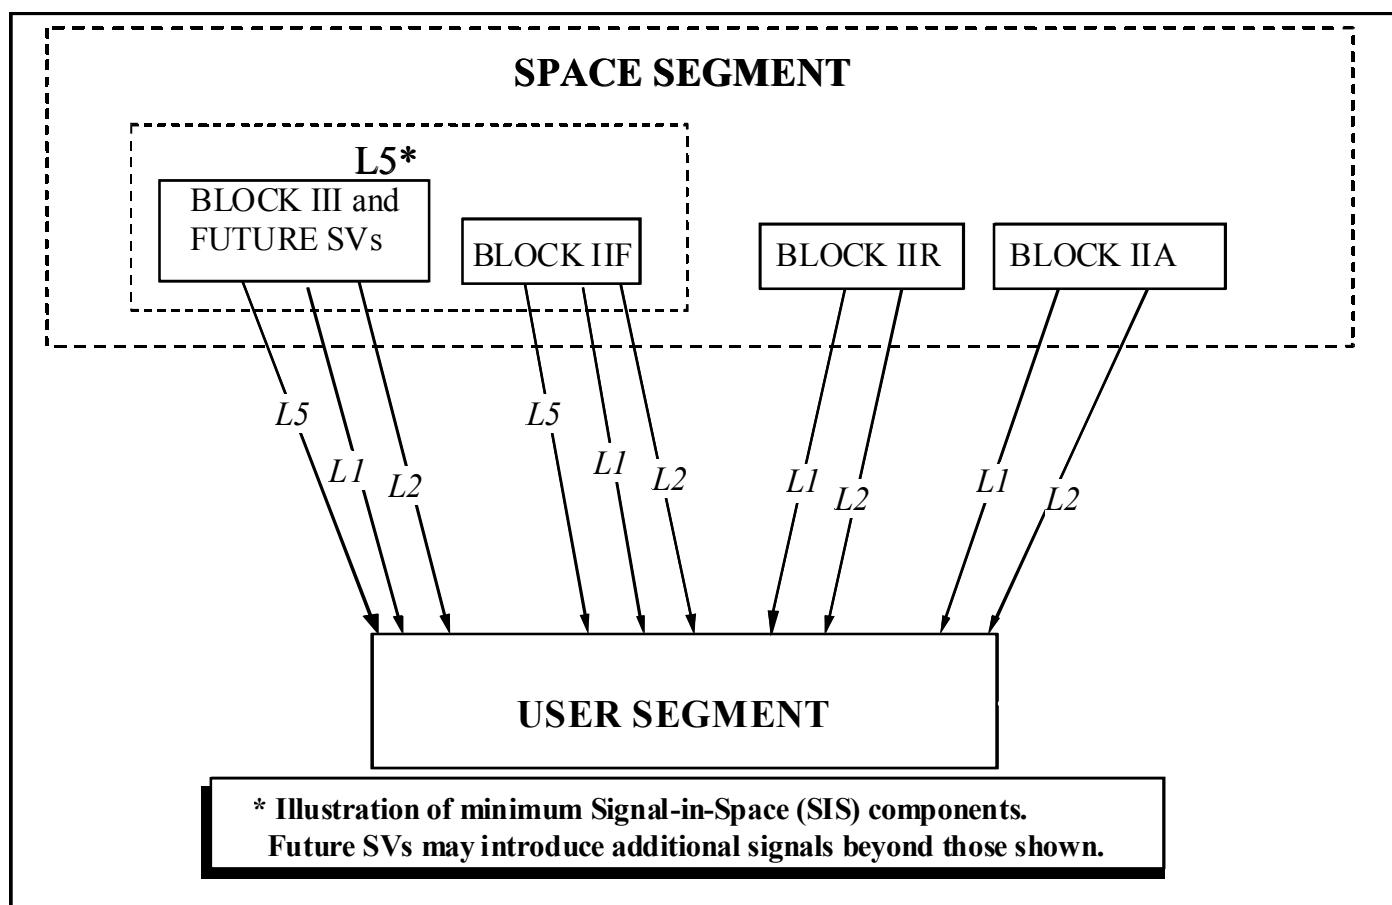 SPACE SEGMENT
L5*
BLOCK III and
FUTURE SVs
BLOCK IIF
BLOCK IIR
BLOCK IIA
L5
L1
L2
L5
L1
L2
L1
L2
L1
L2
USER SEGMENT
* Illustration of minimum Signal-in-Space (SIS) components.
Future SVs may introduce additional signals beyond those shown.